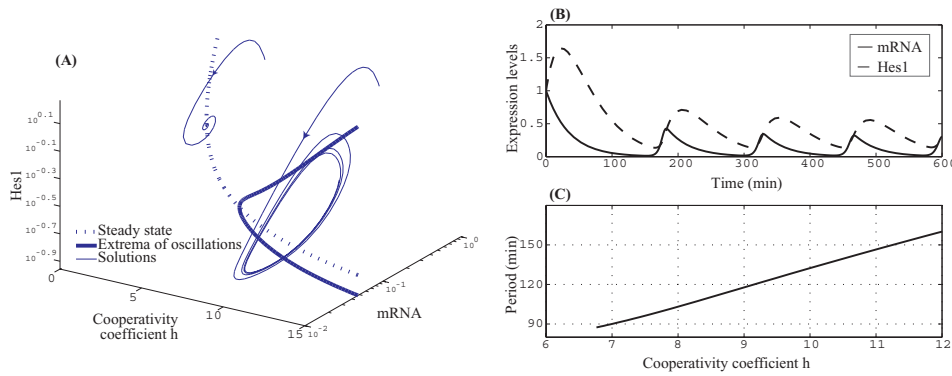 (A)
Hes1
10^0.1
10^-0.1
10^-0.3
10^-0.5
10^-0.7
10^-0.9
Steady state
Extrema of oscillations
Solutions
0
5
10
15
Cooperativity
coefficient h
10^-2
10^-1
10^0
mRNA
(B)
Expression levels
2
1.5
1
0.5
0
mRNA
Hes1
0 100 200 300 400 500 600
Time (min)
(C)
Period (min)
150
120
90
6 7 8 9 10 11 12
Cooperativity coefficient h